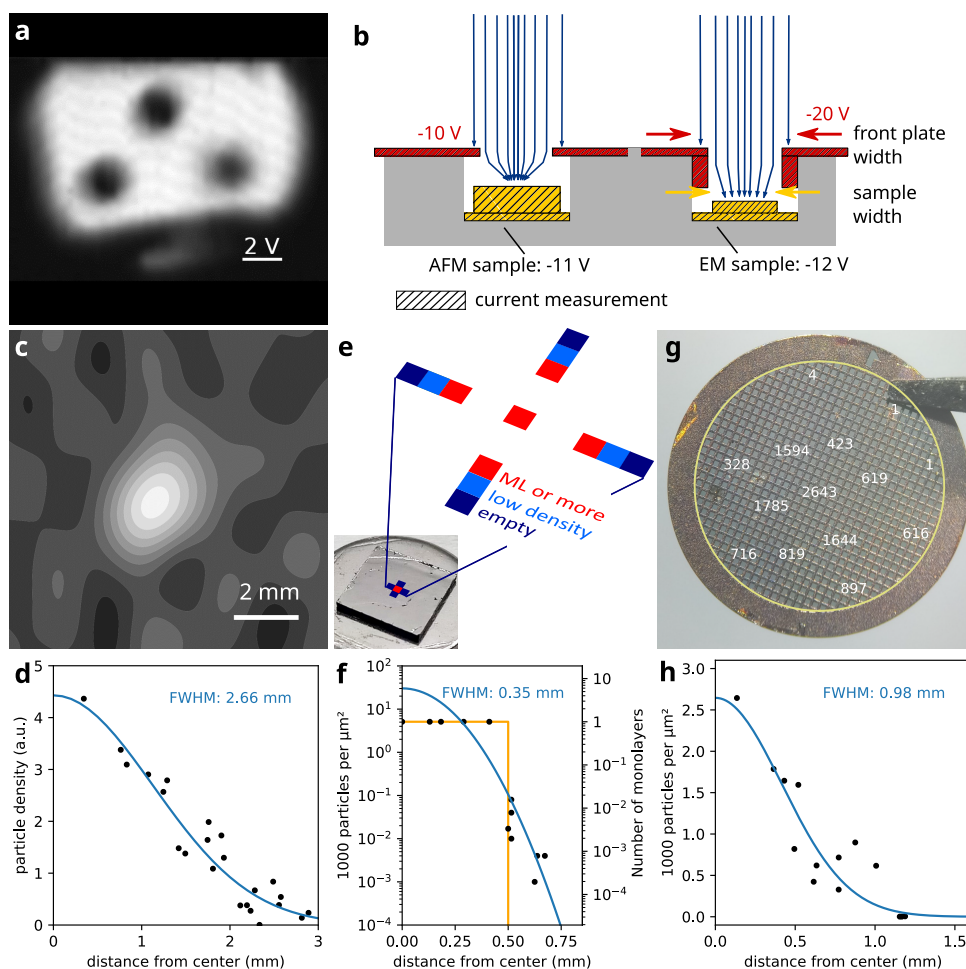 a
2 V
b
-10 V
-20 V
front plate
width
sample
width
AFM sample: -11 V
EM sample: -12 V
current measurement
c
2 mm
e
ML or more
low density
empty
g
4
1
1594
423
328
619
1
2643
1785
616
1644
716
819
897
d
FWHM: 2.66 mm
particle density (a.u.)
5
4
3
2
1
0
0
1
2
3
distance from center (mm)
f
FWHM: 0.35 mm
1000 particles per µm²
10²
10¹
10⁰
10⁻¹
10⁻²
10⁻³
10⁻⁴
Number of monolayers
5
1
10⁻¹
10⁻²
10⁻³
10⁻⁴
0.00
0.25
0.50
0.75
distance from center (mm)
h
FWHM: 0.98 mm
1000 particles per µm²
3.0
2.5
2.0
1.5
1.0
0.5
0.0
0.0
0.5
1.0
1.5
distance from center (mm)